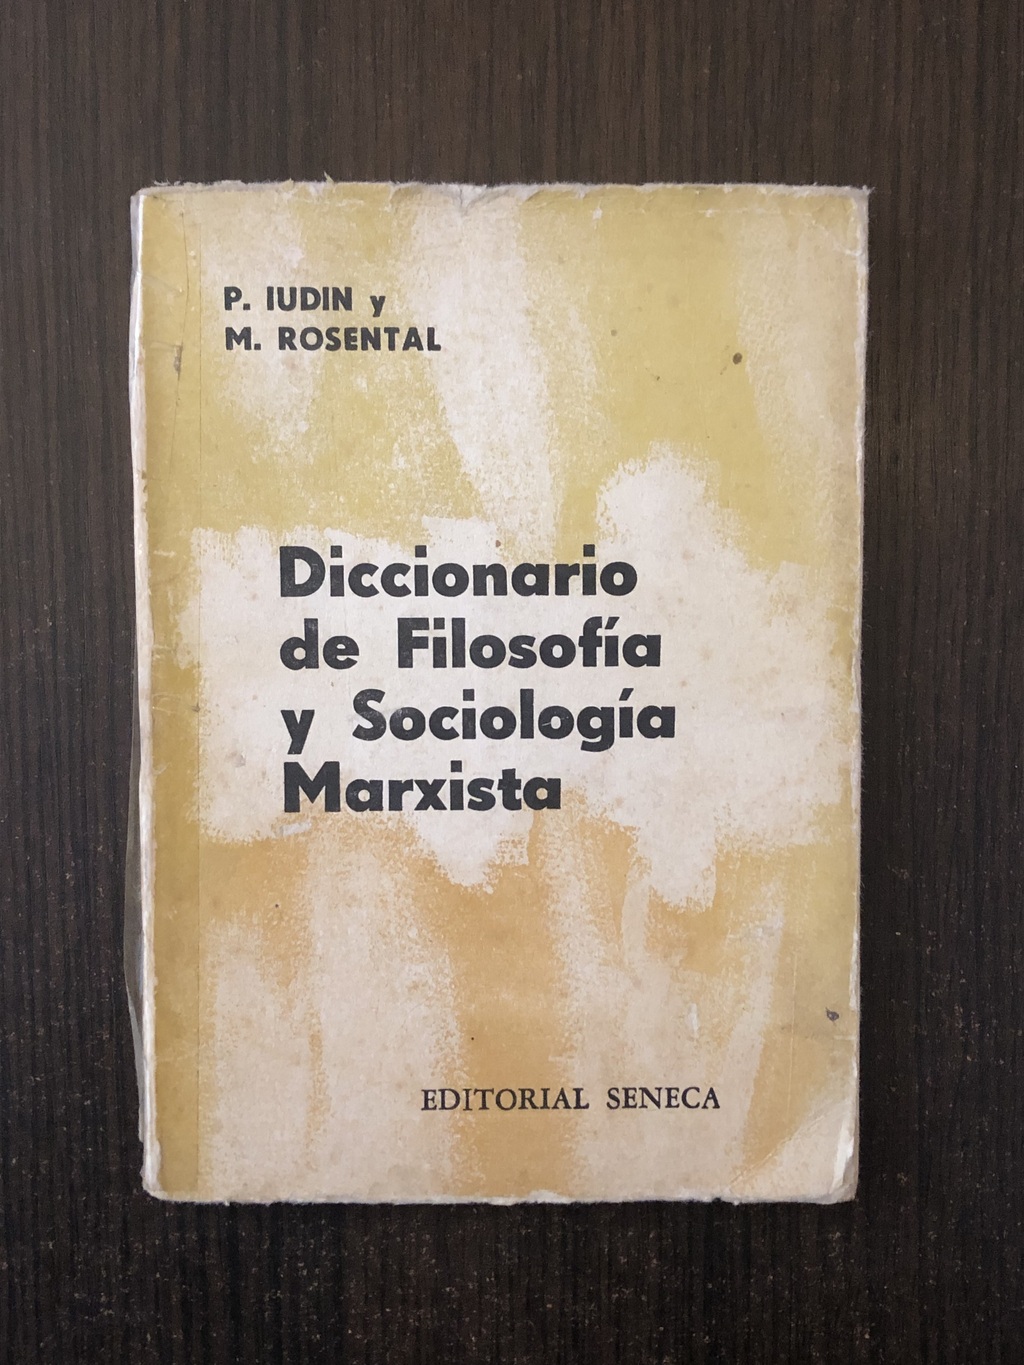 P. IUDIN y
M. ROSENTAL
Diccionario
de Filosofía
y Sociología
Marxista
EDITORIAL SENECA